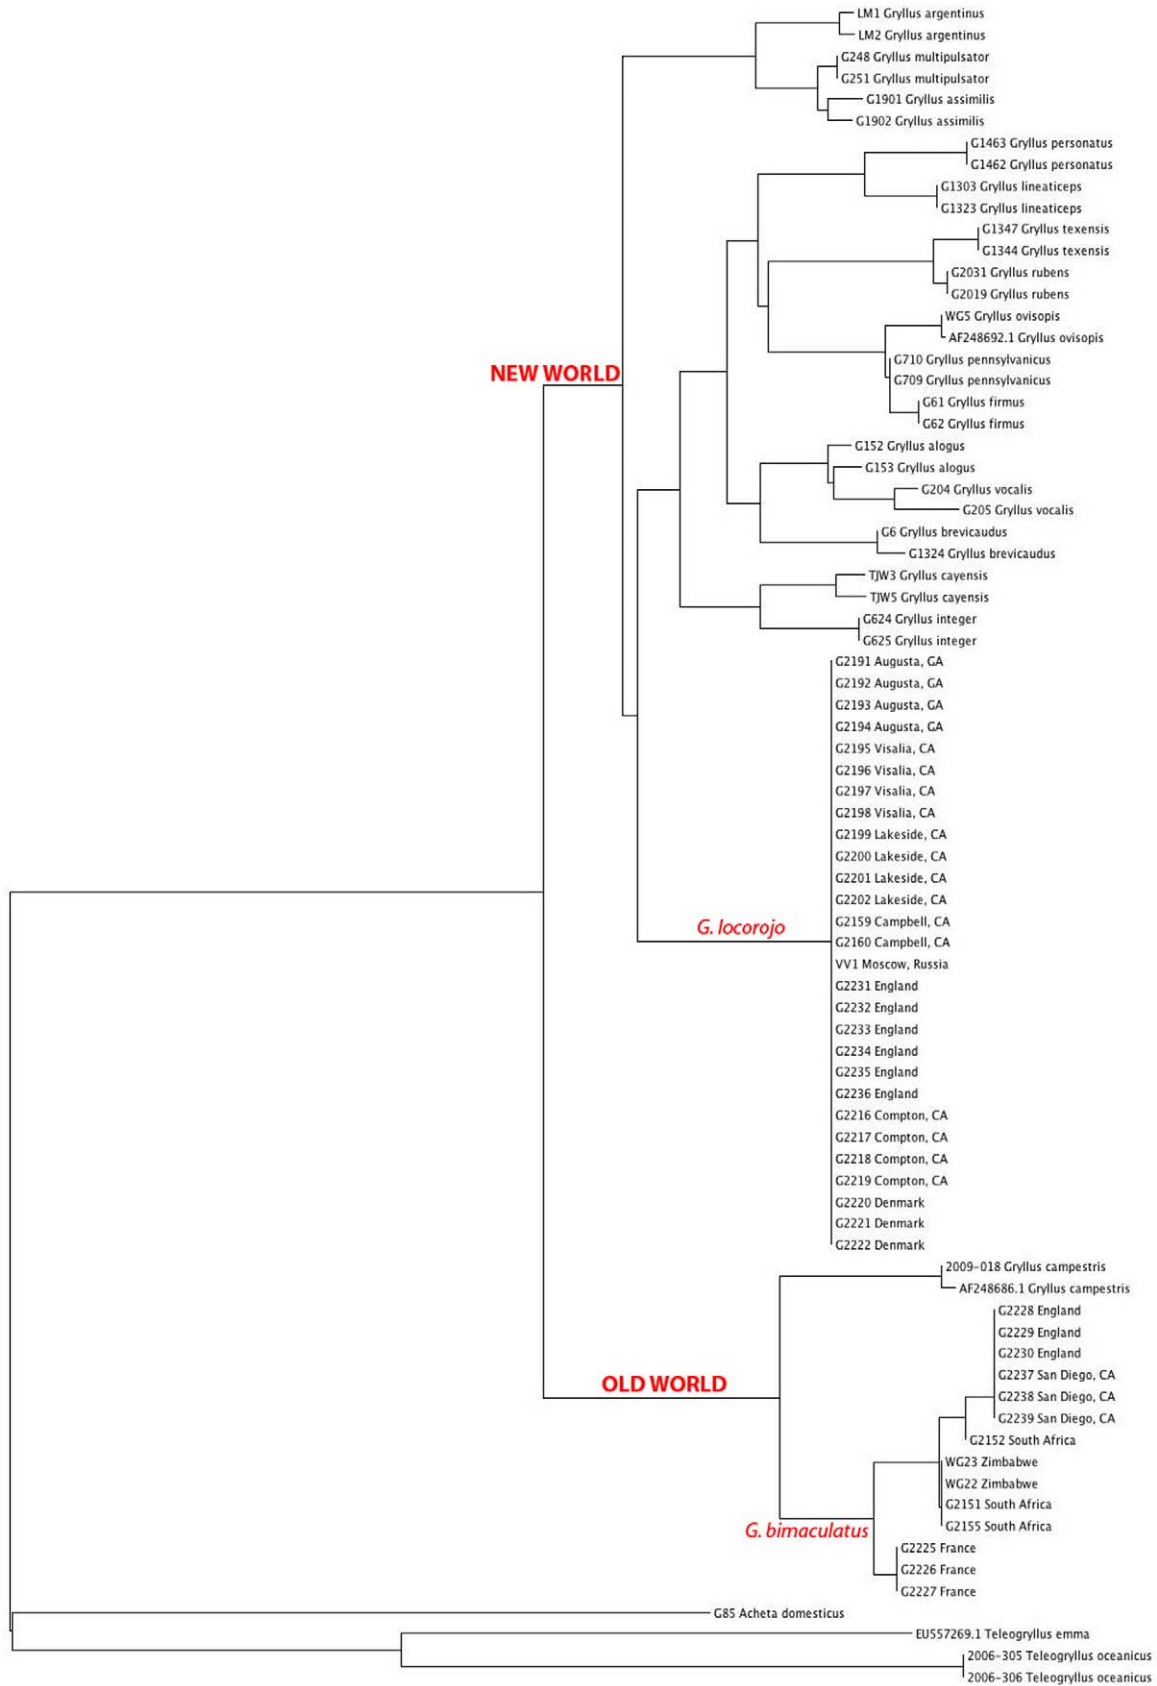 LM1 Gryllus argentinus
LM2 Gryllus argentinus
G248 Gryllus multipulsator
G251 Gryllus multipulsator
G1901 Gryllus assimilis
G1902 Gryllus assimilis
G1463 Gryllus personatus
G1462 Gryllus personatus
G1303 Gryllus lineaticeps
G1323 Gryllus lineaticeps
G1347 Gryllus texensis
G1344 Gryllus texensis
G2031 Gryllus rubens
G2019 Gryllus rubens
WG5 Gryllus ovisopis
AF248692.1 Gryllus ovisopis
G710 Gryllus pennsylvanicus
NEW WORLD
G709 Gryllus pennsylvanicus
G61 Gryllus firmus
G62 Gryllus firmus
G152 Gryllus alogus
G153 Gryllus alogus
G204 Gryllus vocalis
G205 Gryllus vocalis
G6 Gryllus brevicaudus
G1324 Gryllus brevicaudus
TJW3 Gryllus cayensis
TJW5 Gryllus cayensis
G624 Gryllus integer
G625 Gryllus integer
G2191 Augusta, GA
G2192 Augusta, GA
G2193 Augusta, GA
G2194 Augusta, GA
G2195 Visalia, CA
G2196 Visalia, CA
G2197 Visalia, CA
G2198 Visalia, CA
G2199 Lakeside, CA
G2200 Lakeside, CA
G2201 Lakeside, CA
G2202 Lakeside, CA
G2159 Campbell, CA
G. locorojo
G2160 Campbell, CA
VV1 Moscow, Russia
G2231 England
G2232 England
G2233 England
G2234 England
G2235 England
G2236 England
G2216 Compton, CA
G2217 Compton, CA
G2218 Compton, CA
G2219 Compton, CA
G2220 Denmark
G2221 Denmark
G2222 Denmark
2009-018 Gryllus campestris
AF248686.1 Gryllus campestris
G2228 England
G2229 England
G2230 England
G2237 San Diego, CA
OLD WORLD
G2238 San Diego, CA
G2239 San Diego, CA
G2152 South Africa
WG23 Zimbabwe
WG22 Zimbabwe
G2151 South Africa
G2155 South Africa
G. bimaculatus
G2225 France
G2226 France
G2227 France
G85 Acheta domesticus
EU557269.1 Teleogryllus emma
2006-305 Teleogryllus oceanicus
2006-306 Teleogryllus oceanicus